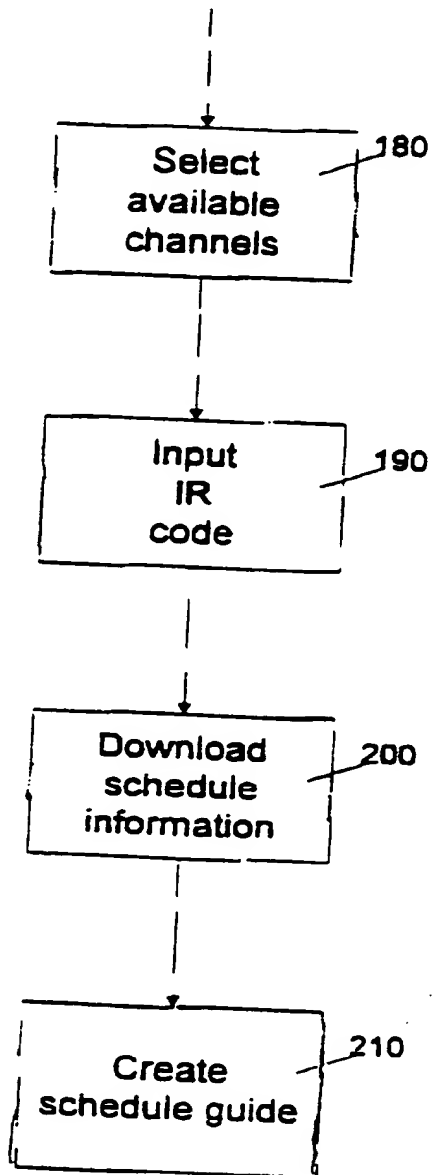 Select
available
channels
180
Input
IR
code
190
Download
schedule
information
200
Create
schedule guide
210